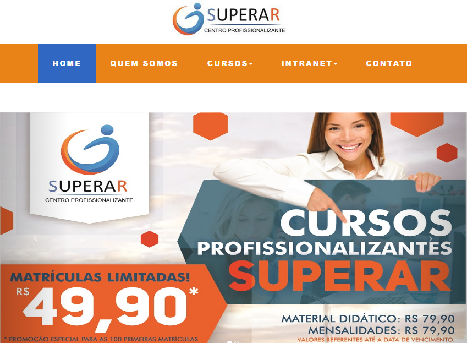 SUPERAR
CENTRO PROFISSIONALIZANTE
HOME QUEM SOMOS CURSOS INTRANET CONTATO
SUPERAR
CENTRO PROFISSIONALIZANTE
CURSOS
PROFISSIONALIZANTES
SUPERAR
MATRÍCULAS LIMITADAS!
R$ 49,90*
* PROMOÇÃO ESPECIAL PARA AS 100 PRIMEIRAS MATRÍCULAS
MATERIAL DIDÁTICO: R$ 79,90
MENSALIDADES: R$ 79,90
VALORES REFERENTES ATÉ A DATA DE VENCIMENTO.